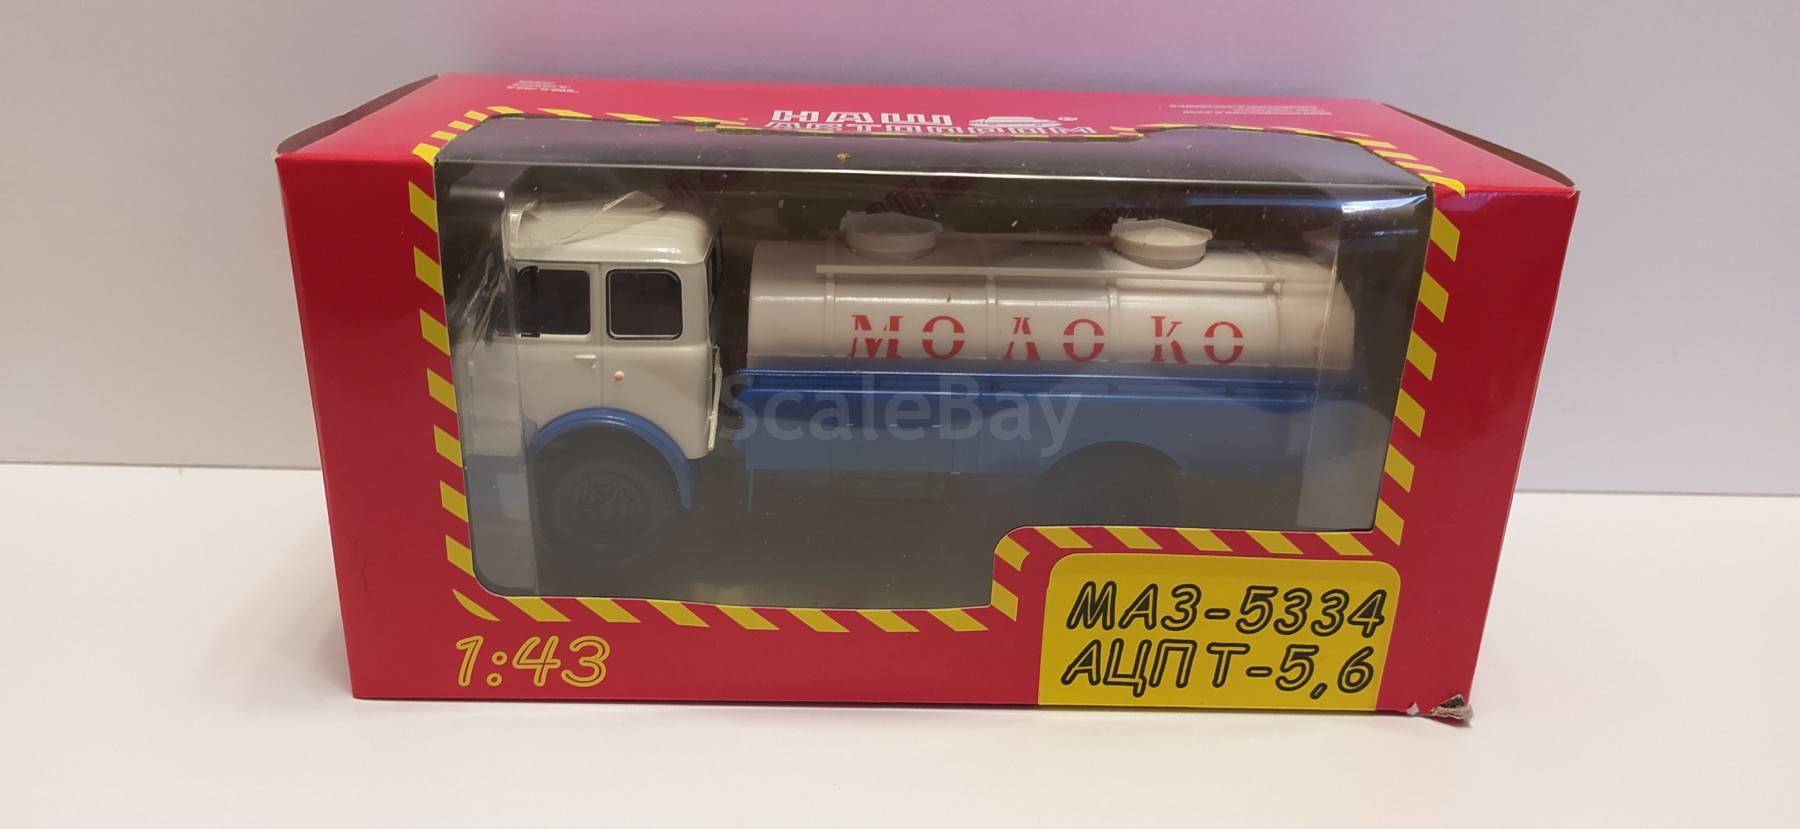 НАШ
АВТОПРОМ
МОЛОКО
ScaleBay
1:43
МАЗ-5334
АЦПТ-5,6